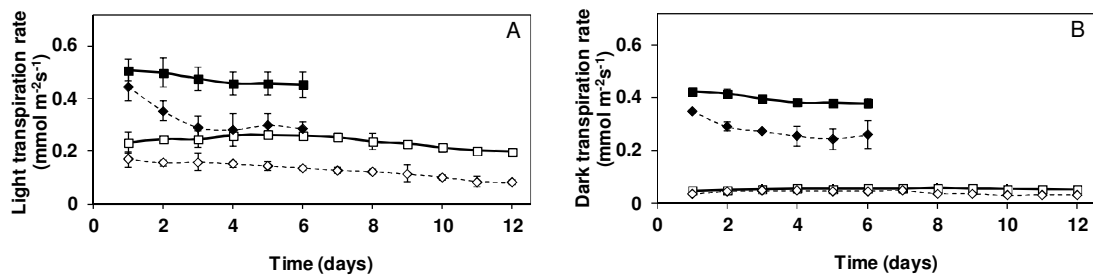 A
Light transpiration rate
(mmol m-2s-1)
0.6
0.4
0.2
0
0 2 4 6 8 10 12
Time (days)
B
Dark transpiration rate
(mmol m-2s-1)
0.6
0.4
0.2
0
0 2 4 6 8 10 12
Time (days)